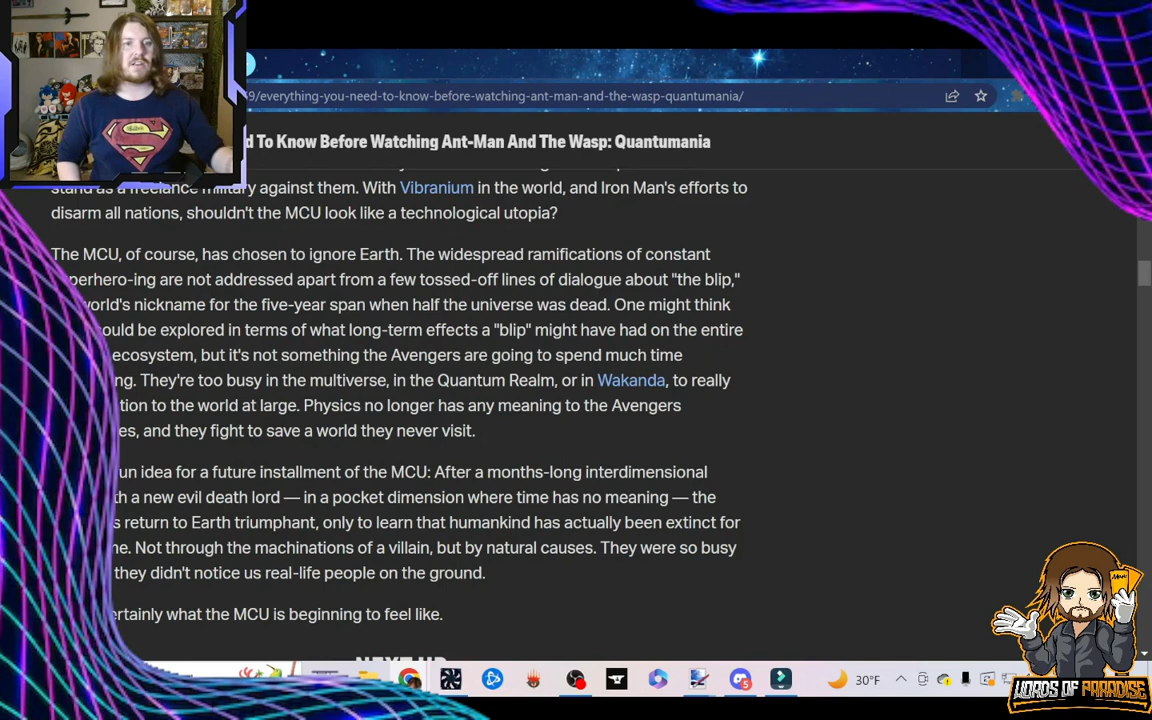 9/everything-you-need-to-know-before-watching-ant-man-and-the-wasp-quantumania/
d To Know Before Watching Ant-Man And The Wasp: Quantumania
stand as a freelance military against them. With Vibranium in the world, and Iron Man's efforts to
disarm all nations, shouldn't the MCU look like a technological utopia?
The MCU, of course, has chosen to ignore Earth. The widespread ramifications of constant
perhero-ing are not addressed apart from a few tossed-off lines of dialogue about "the blip,"
world's nickname for the five-year span when half the universe was dead. One might think
ould be explored in terms of what long-term effects a "blip" might have had on the entire
ecosystem, but it's not something the Avengers are going to spend much time
ng. They're too busy in the multiverse, in the Quantum Realm, or in Wakanda, to really
tion to the world at large. Physics no longer has any meaning to the Avengers
es, and they fight to save a world they never visit.
un idea for a future installment of the MCU: After a months-long interdimensional
th a new evil death lord — in a pocket dimension where time has no meaning — the
s return to Earth triumphant, only to learn that humankind has actually been extinct for
me. Not through the machinations of a villain, but by natural causes. They were so busy
they didn't notice us real-life people on the ground.
ertainly what the MCU is beginning to feel like.
NEXT UP
5
30°F
WORDS OF PARADISE